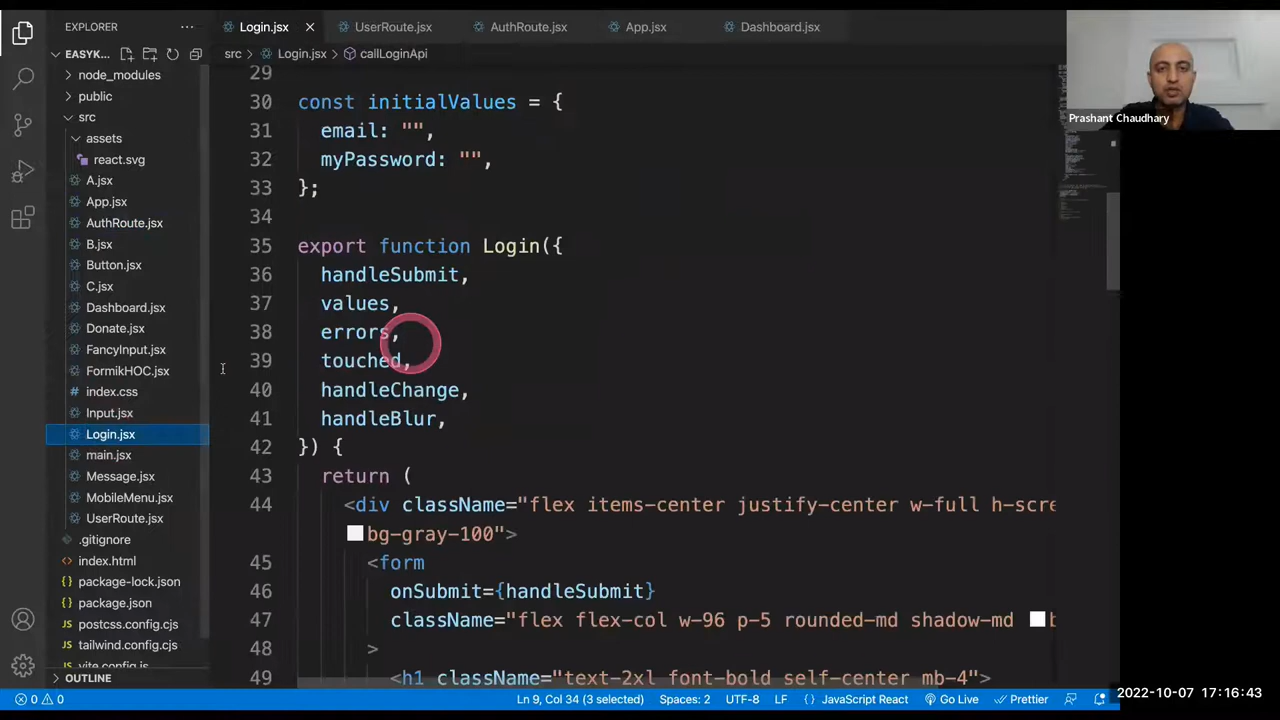 EXPLORER
EASYK...
node_modules
public
src
assets
react.svg
A.jsx
App.jsx
AuthRoute.jsx
B.jsx
Button.jsx
C.jsx
Dashboard.jsx
Donate.jsx
FancyInput.jsx
FormikHOC.jsx
index.css
Input.jsx
Login.jsx
main.jsx
Message.jsx
MobileMenu.jsx
UserRoute.jsx
.gitignore
index.html
package-lock.json
package.json
postcss.config.cjs
tailwind.config.cjs
vite.config.js
OUTLINE
Login.jsx UserRoute.jsx AuthRoute.jsx App.jsx Dashboard.jsx
src > Login.jsx > callLoginApi
29
30 const initialValues = {
31 email: "",
32 myPassword: "",
33 };
34
35 export function Login({
36 handleSubmit,
37 values,
38 errors,
39 touched,
40 handleChange,
41 handleBlur,
42 }) {
43 return (
44 <div className="flex items-center justify-center w-full h-scre
bg-gray-100">
45 <form
46 onSubmit={handleSubmit}
47 className="flex flex-col w-96 p-5 rounded-md shadow-md b
48 >
49 <h1 className="text-2xl font-bold self-center mb-4">
Prashant Chaudhary
0 0 Ln 9, Col 34 (3 selected) Spaces: 2 UTF-8 LF { } JavaScript React Go Live Prettier
2022-10-07 17:16:43